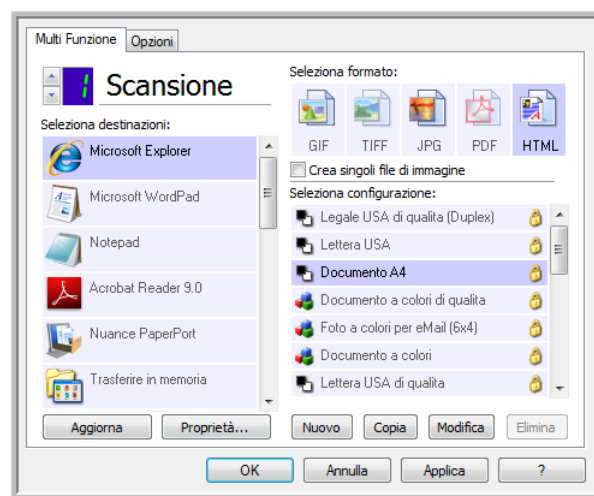 Multi Funzione
Opzioni
1
Scansione
Seleziona destinazioni:
Microsoft Explorer
Microsoft WordPad
Notepad
Acrobat Reader 9.0
Nuance PaperPort
Trasferire in memoria
Aggiorna
Proprietà...
Seleziona formato:
GIF
TIFF
JPG
PDF
HTML
Crea singoli file di immagine
Seleziona configurazione:
Legale USA di qualita (Duplex)
Lettera USA
Documento A4
Documento a colori di qualita
Foto a colori per eMail (6x4)
Documento a colori
Lettera USA di qualita
Nuovo
Copia
Modifica
Elimina
OK
Annulla
Applica
?